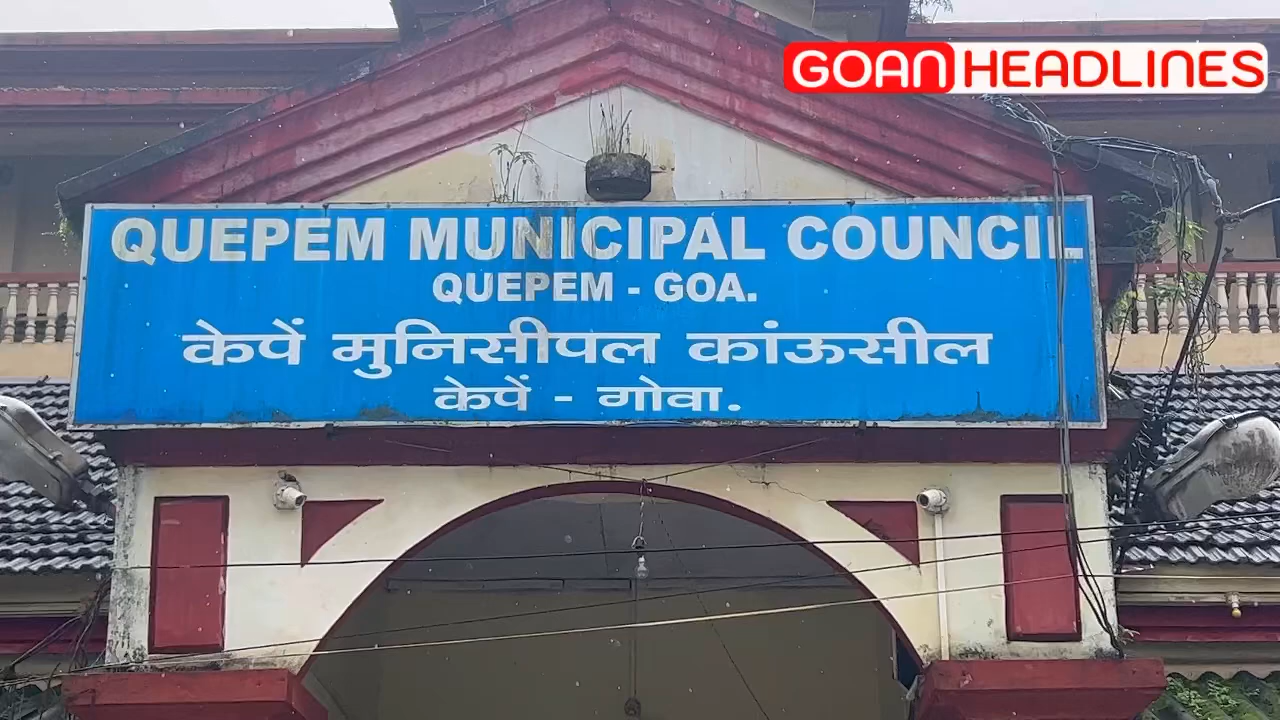 GOAN HEADLINES
QUEPEM MUNICIPAL COUNCIL
QUEPEM - GOA.
केपें मुनिसीपल कांऊसील
केपें - गोवा.